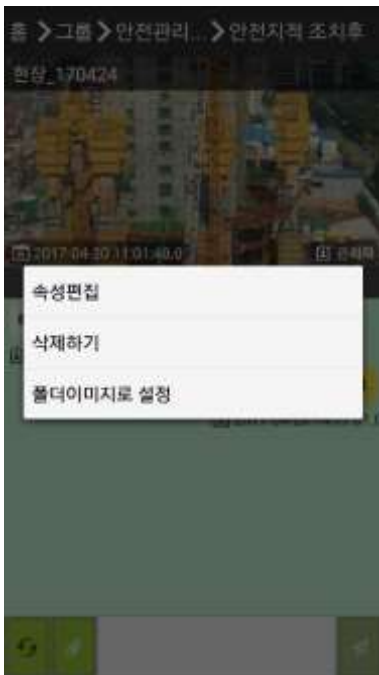 홈 > 그룹 > 안전관리... > 안전지적 조치후
현장_170424
2017-04-20 11:01:40.0
관리자
속성편집
삭제하기
폴더이미지로 설정